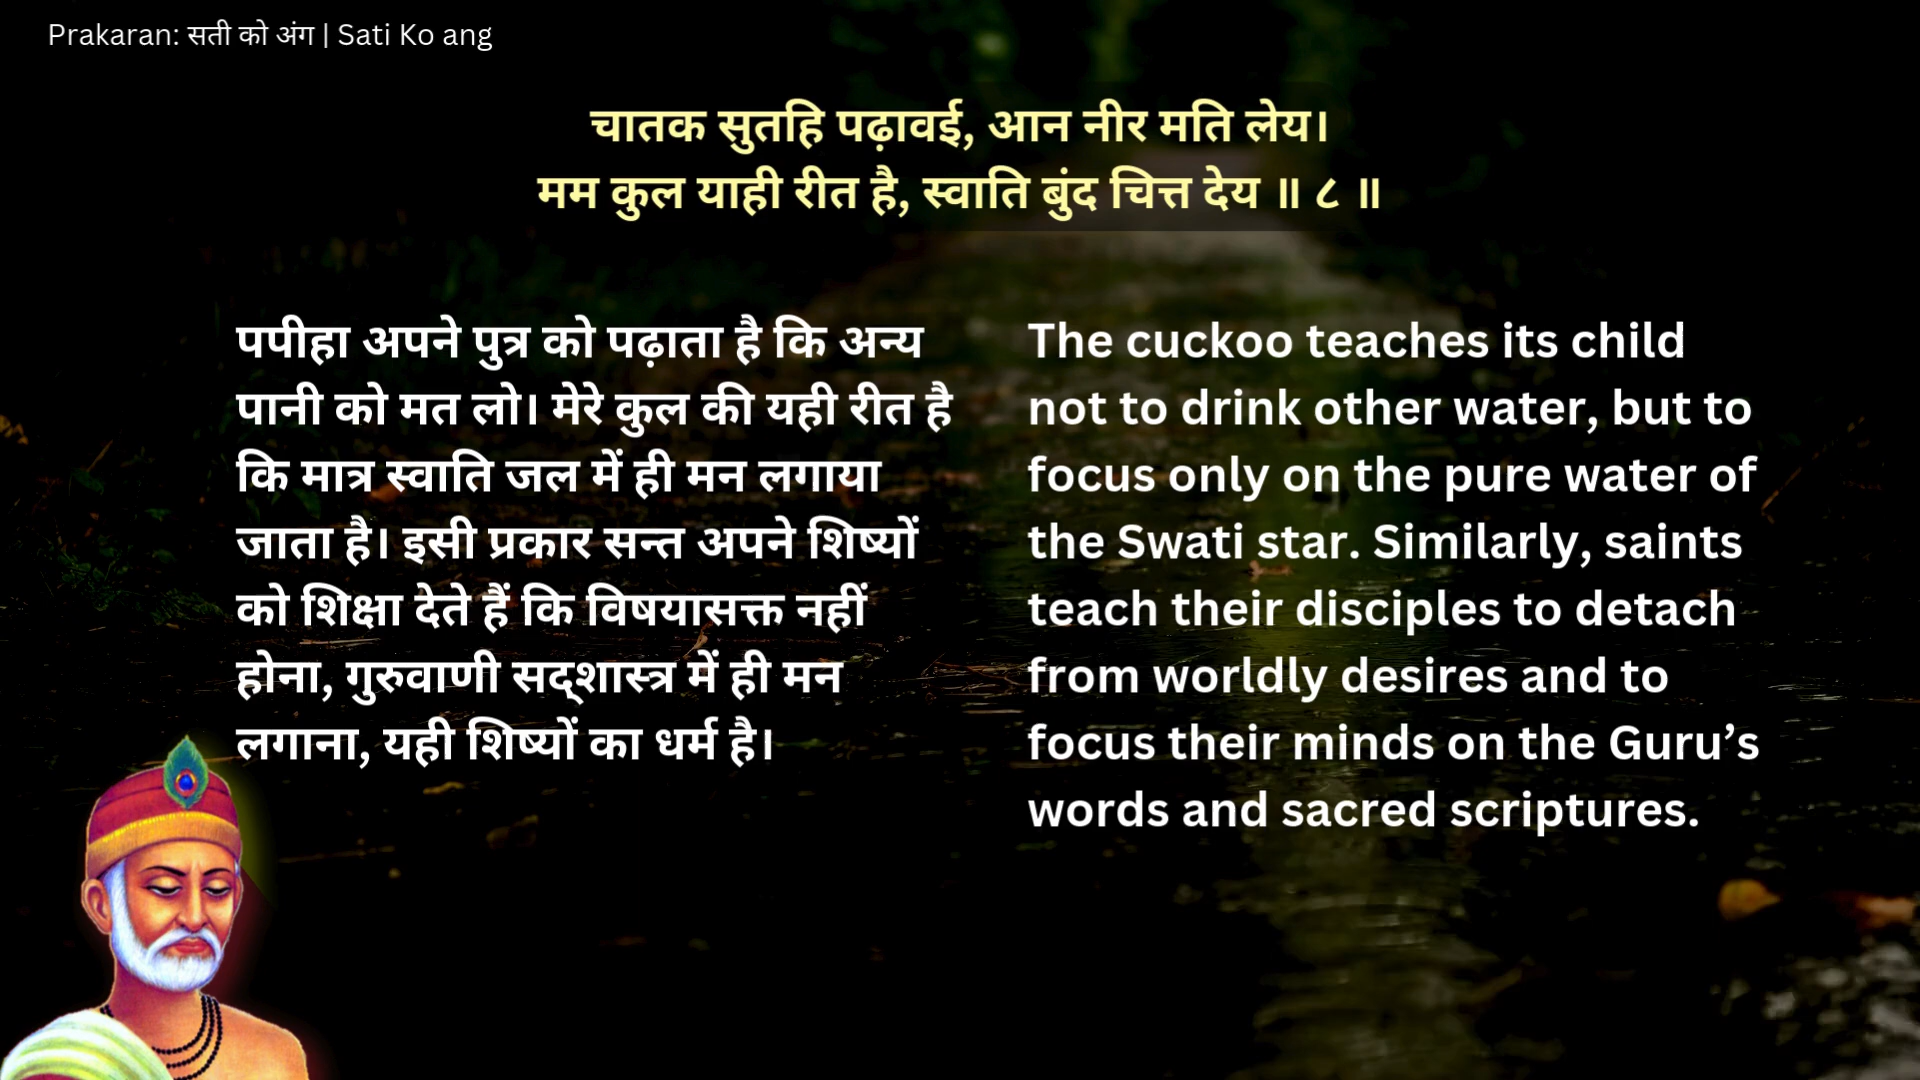 Prakaran: सती को अंग | Sati Ko ang
चातक सुतहि पढ़ावई, आन नीर मति लेय।
मम कुल याही रीत है, स्वाति बुंद चित्त देय ॥ ८ ॥
पपीहा अपने पुत्र को पढ़ाता है कि अन्य
पानी को मत लो। मेरे कुल की यही रीत है
कि मात्र स्वाति जल में ही मन लगाया
जाता है। इसी प्रकार सन्त अपने शिष्यों
को शिक्षा देते हैं कि विषयासक्त नहीं
होना, गुरुवाणी सद्शास्त्र में ही मन
लगाना, यही शिष्यों का धर्म है।
The cuckoo teaches its child
not to drink other water, but to
focus only on the pure water of
the Swati star. Similarly, saints
teach their disciples to detach
from worldly desires and to
focus their minds on the Guru’s
words and sacred scriptures.